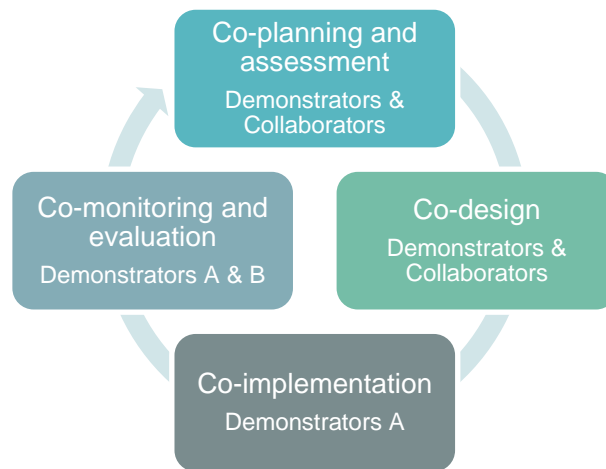 Co-planning and
assessment
Demonstrators &
Collaborators
Co-design
Demonstrators &
Collaborators
Co-implementation
Demonstrators A
Co-monitoring and
evaluation
Demonstrators A & B